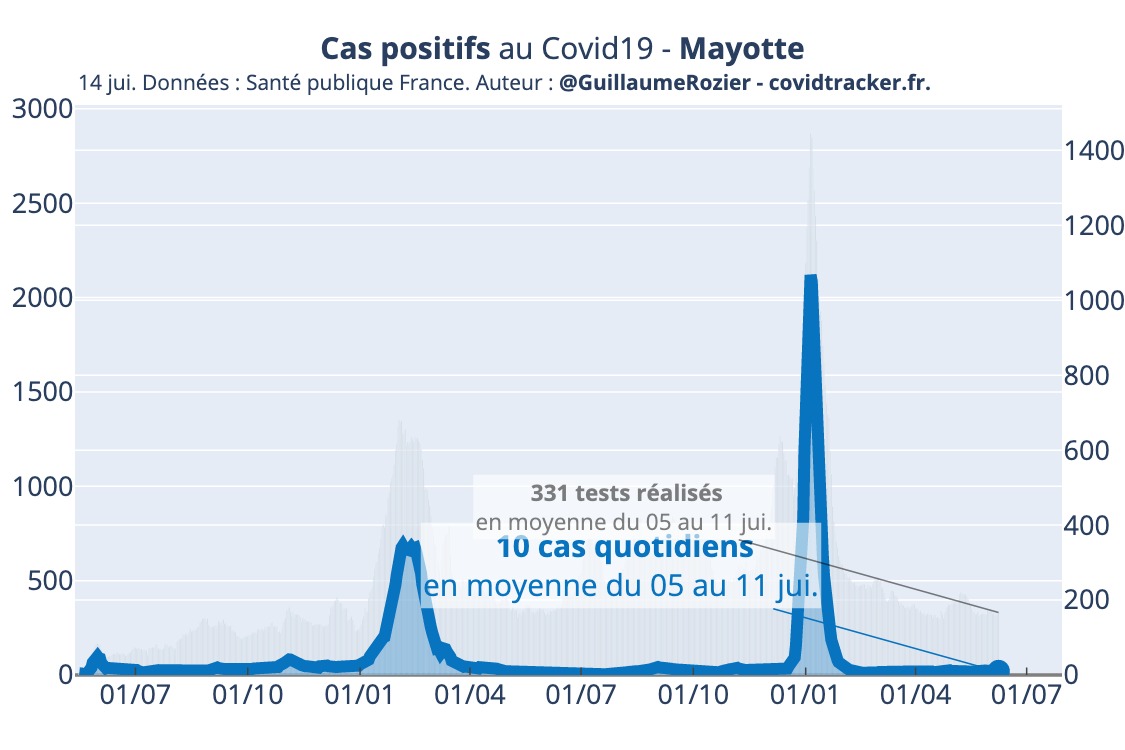 Cas positifs au Covid19 - Mayotte
14 jui. Données : Santé publique France. Auteur : @GuillaumeRozier - covidtracker.fr.
3000
2500
2000
1500
1000
500
0
1400
1200
1000
800
600
400
200
0
331 tests réalisés
en moyenne du 05 au 11 jui.
10 cas quotidiens
en moyenne du 05 au 11 jui.
01/07 01/10 01/01 01/04 01/07 01/10 01/01 01/04 01/07